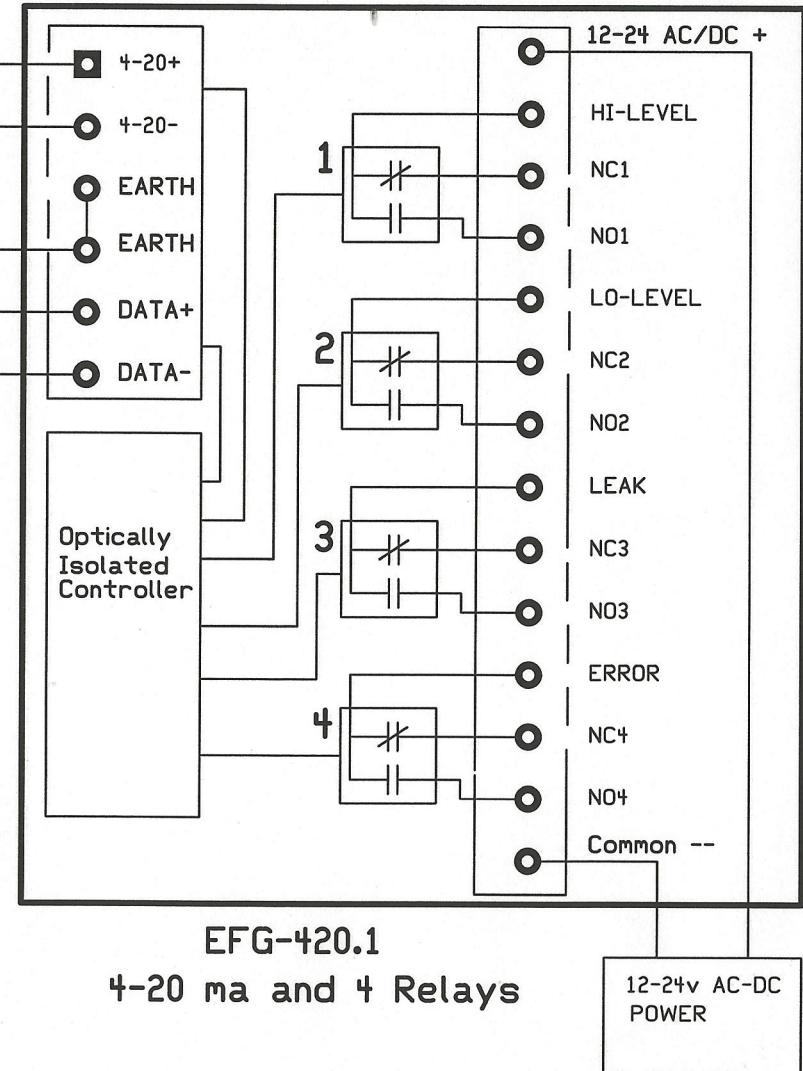 4-20+
4-20-
EARTH
EARTH
DATA+
DATA-
Optically
Isolated
Controller
1
2
3
4
12-24 AC/DC +
HI-LEVEL
NC1
NO1
LO-LEVEL
NC2
NO2
LEAK
NC3
NO3
ERROR
NC4
NO4
Common --
EFG-420.1
4-20 ma and 4 Relays
12-24v AC-DC
POWER